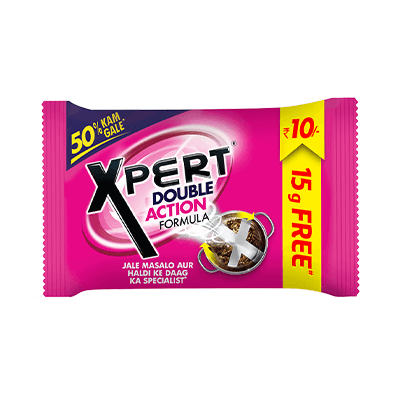 50% KAM
GALE*
XPERT
DOUBLE
ACTION
FORMULA
JALE MASALO AUR
HALDI KE DAAG
KA SPECIALIST*
₹10/-
15g FREE#